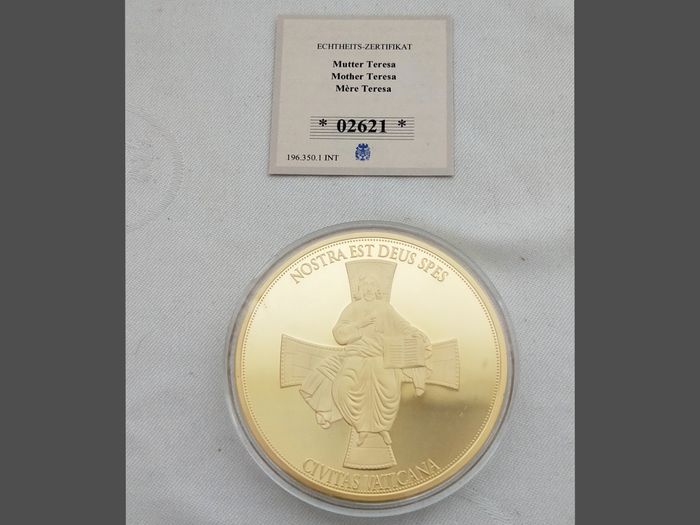 ECHTHEITS-ZERTIFIKAT
Mutter Teresa
Mother Teresa
Mère Teresa
* 02621 *
196.350.1 INT
NOSTRA EST DEUS SPES
CIVITAS VATICANA